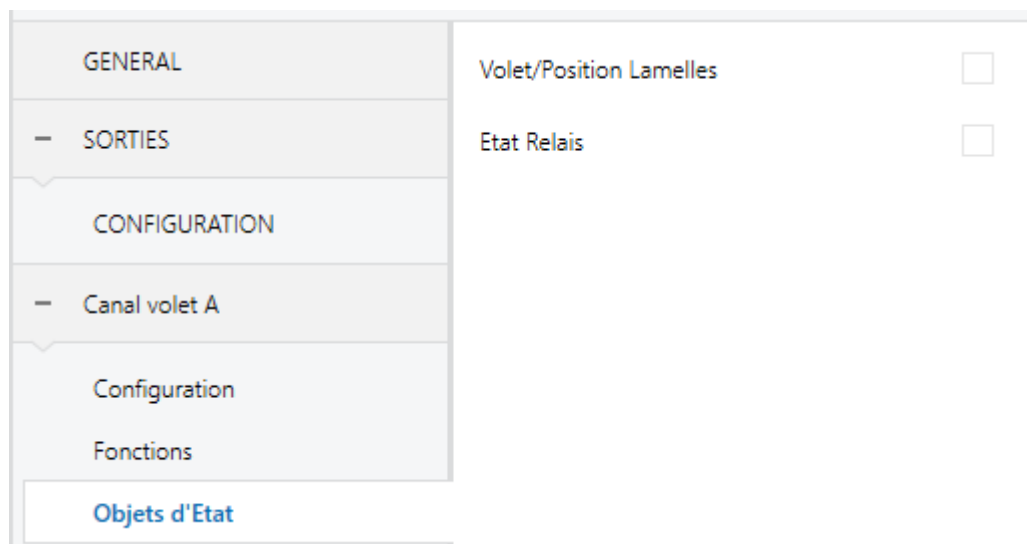 GENERAL
SORTIES
CONFIGURATION
Canal volet A
Configuration
Fonctions
Objets d'Etat
Volet/Position Lamelles
Etat Relais